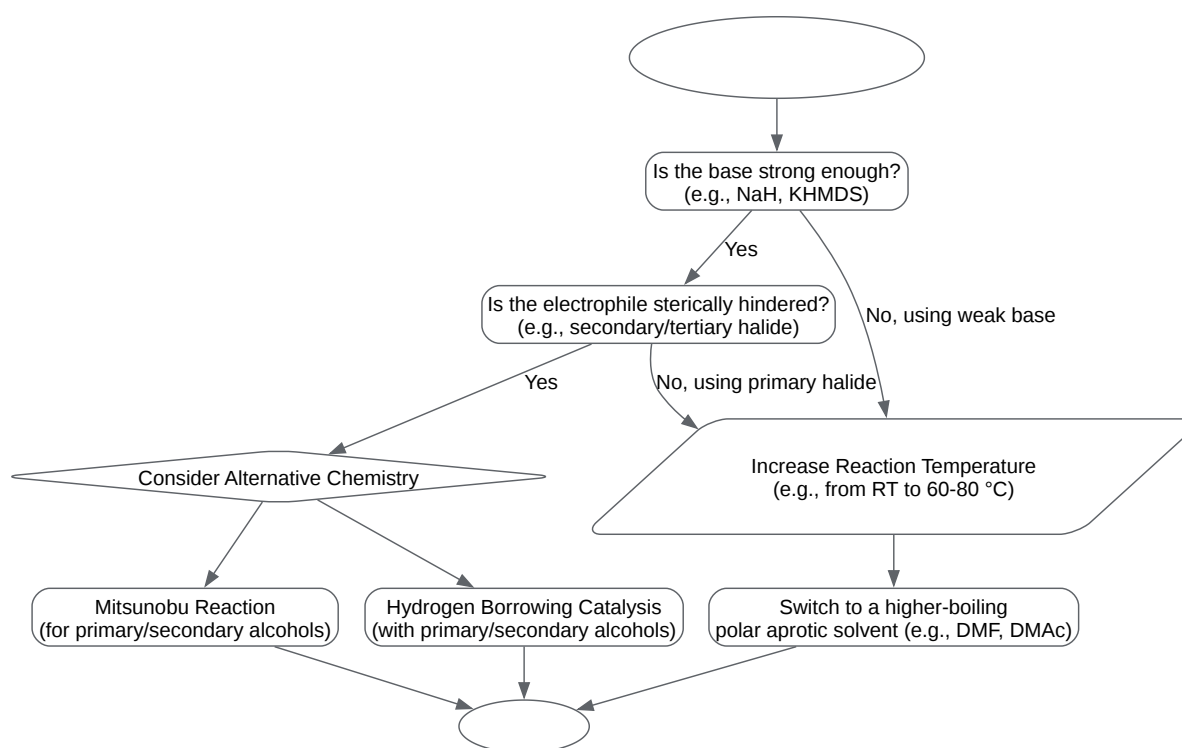 Is the base strong enough?
(e.g., NaH, KHMDS)
Yes
Is the electrophile sterically hindered?
(e.g., secondary/tertiary halide)
No, using weak base
Yes
No, using primary halide
Consider Alternative Chemistry
Increase Reaction Temperature
(e.g., from RT to 60-80 °C)
Mitsunobu Reaction
(for primary/secondary alcohols)
Hydrogen Borrowing Catalysis
(with primary/secondary alcohols)
Switch to a higher-boiling
polar aprotic solvent (e.g., DMF, DMAc)